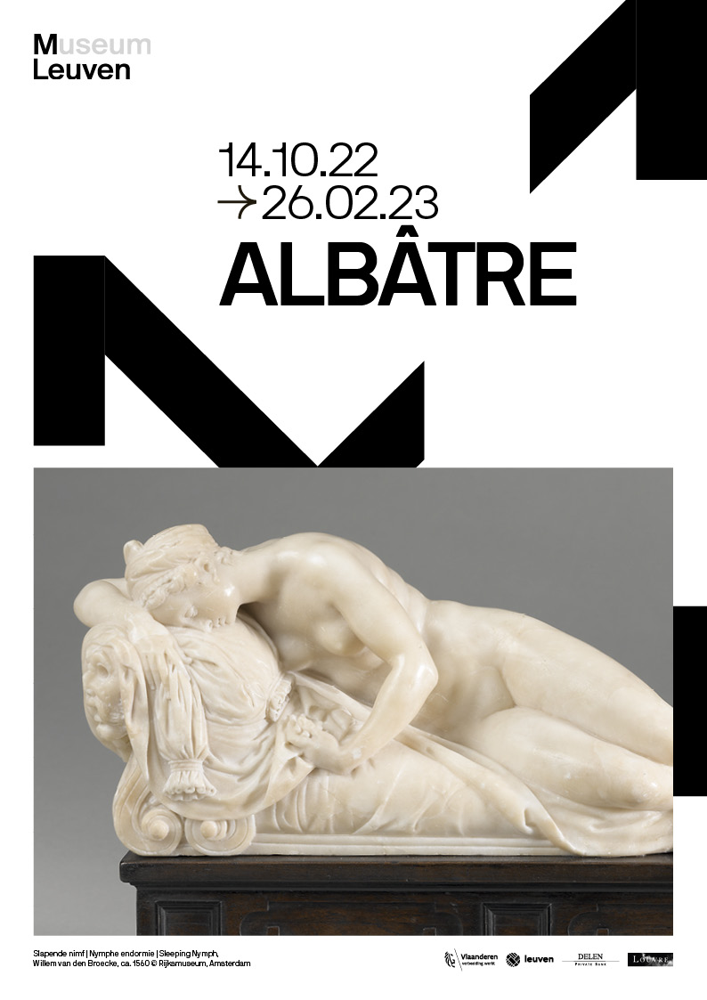 Museum
Leuven
14.10.22
→26.02.23
ALBÂTRE
Slapende nimf | Nymphe endormie | Sleeping Nymph,
Willem van den Broecke, ca. 1560 © Rijksmuseum, Amsterdam
Vlaanderen
verbeelding werkt
leuven
DELEN
PRIVATE BANK
LOUVRE